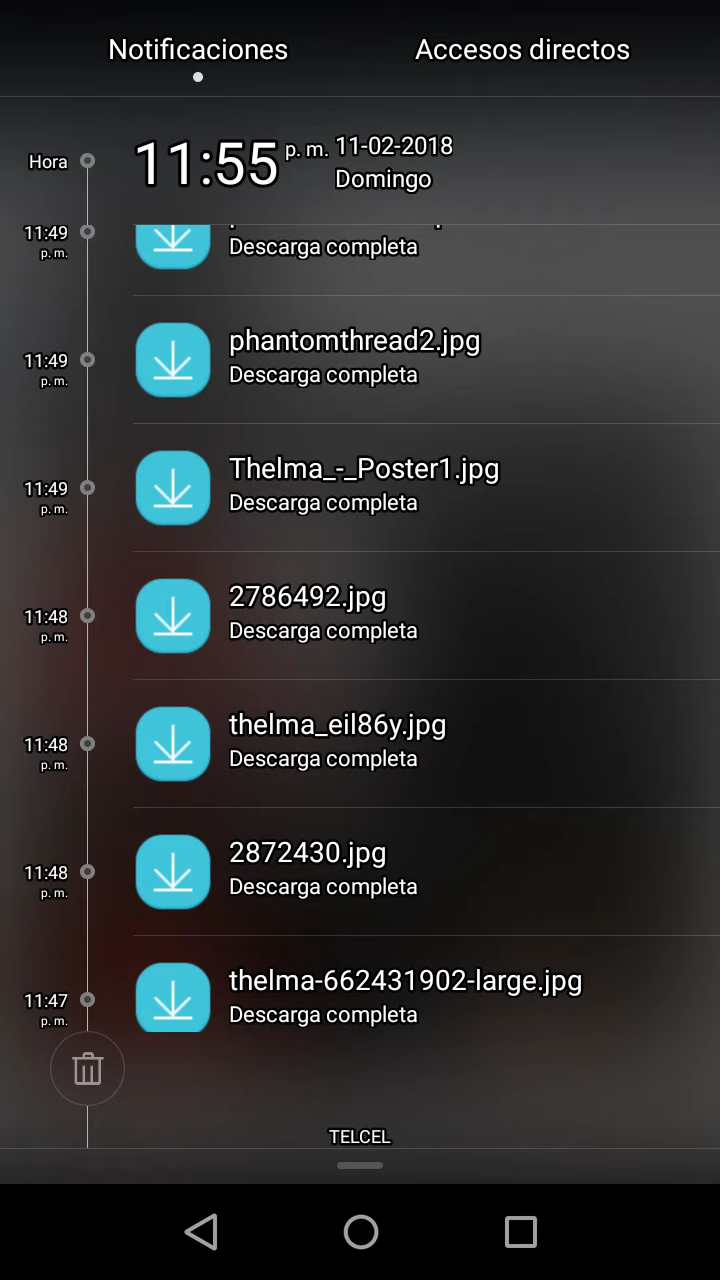 Notificaciones
Accesos directos
Hora
11:55 p. m. 11-02-2018
Domingo
11:49
p. m.
Descarga completa
11:49
p. m.
phantomthread2.jpg
Descarga completa
11:49
p. m.
Thelma_-_Poster1.jpg
Descarga completa
11:48
p. m.
2786492.jpg
Descarga completa
11:48
p. m.
thelma_eil86y.jpg
Descarga completa
11:48
p. m.
2872430.jpg
Descarga completa
11:47
p. m.
thelma-662431902-large.jpg
Descarga completa
TELCEL